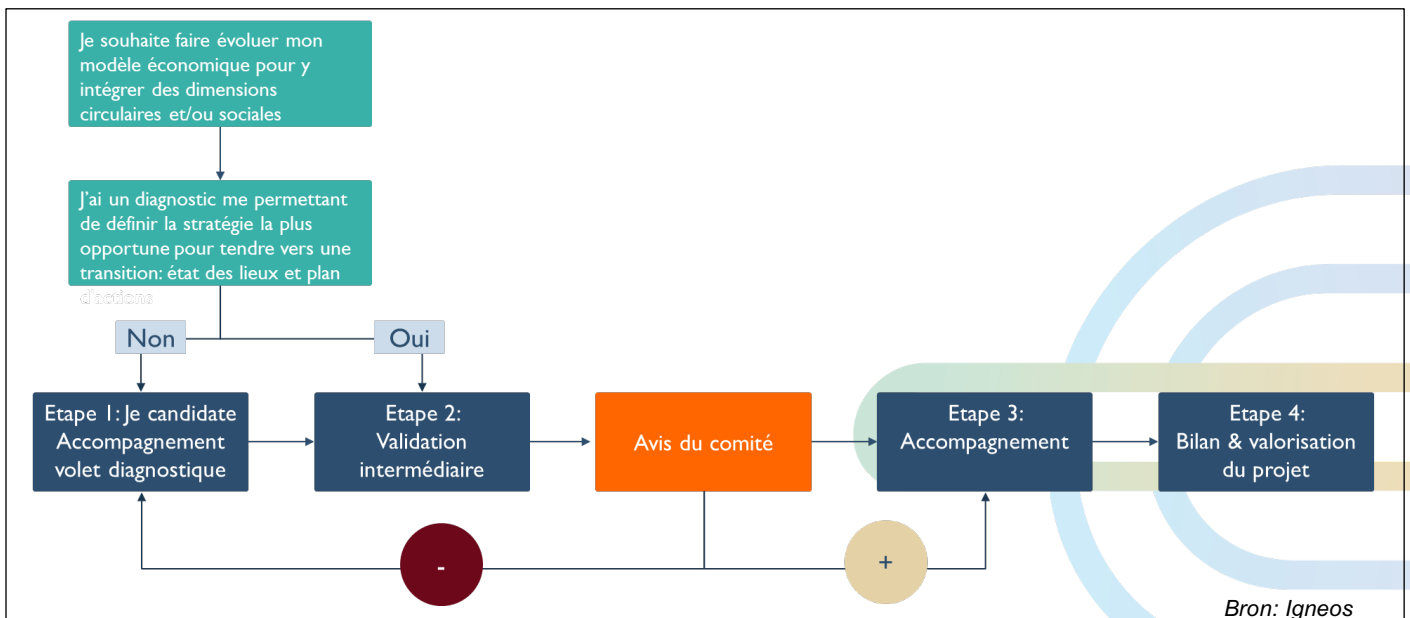 Je souhaite faire évoluer mon
modèle économique pour y
intégrer des dimensions
circulaires et/ou sociales
J'ai un diagnostic me permettant
de définir la stratégie la plus
opportune pour tendre vers une
transition: état des lieux et plan
d'actions
Non
Oui
Etape 1: Je candidate
Accompagnement
volet diagnostique
Etape 2:
Validation
intermédiaire
Avis du comité
Etape 3:
Accompagnement
Etape 4:
Bilan & valorisation
du projet
-
+
Bron: Igneos